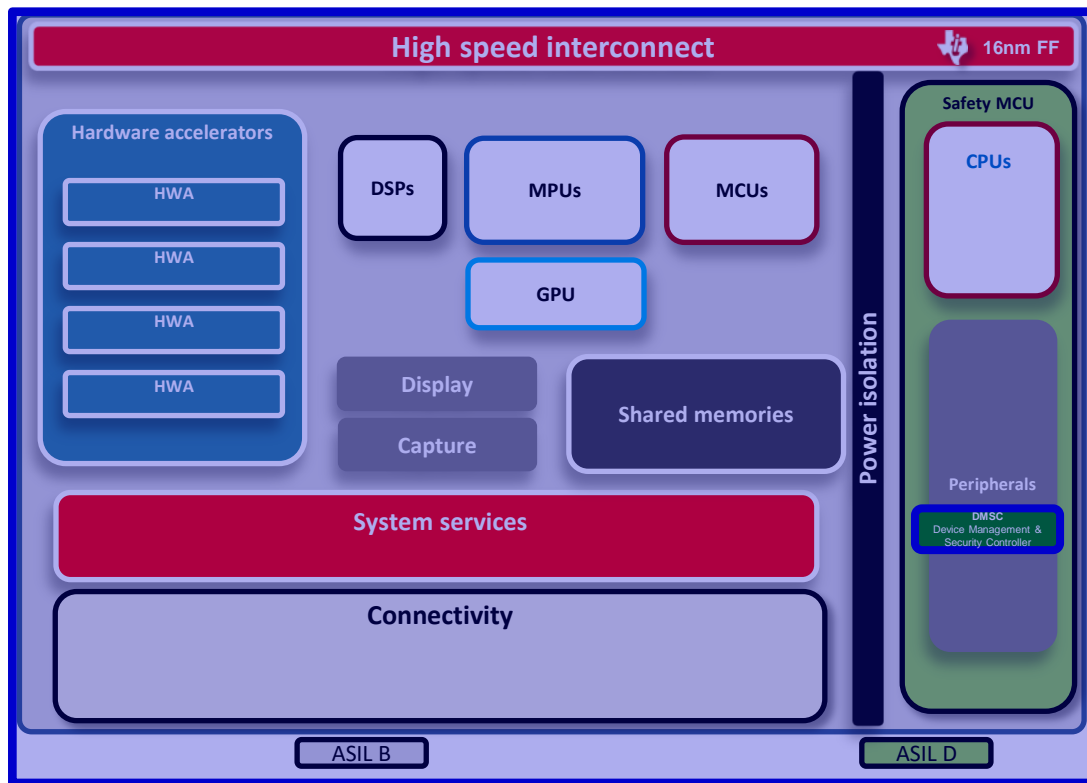 High speed interconnect
16nm FF
Hardware accelerators
HWA
HWA
HWA
HWA
DSPs
MPUs
MCUs
GPU
Display
Capture
Shared memories
System services
Connectivity
Power isolation
Safety MCU
CPUs
Peripherals
DMSC
Device Management &
Security Controller
ASIL B
ASIL D